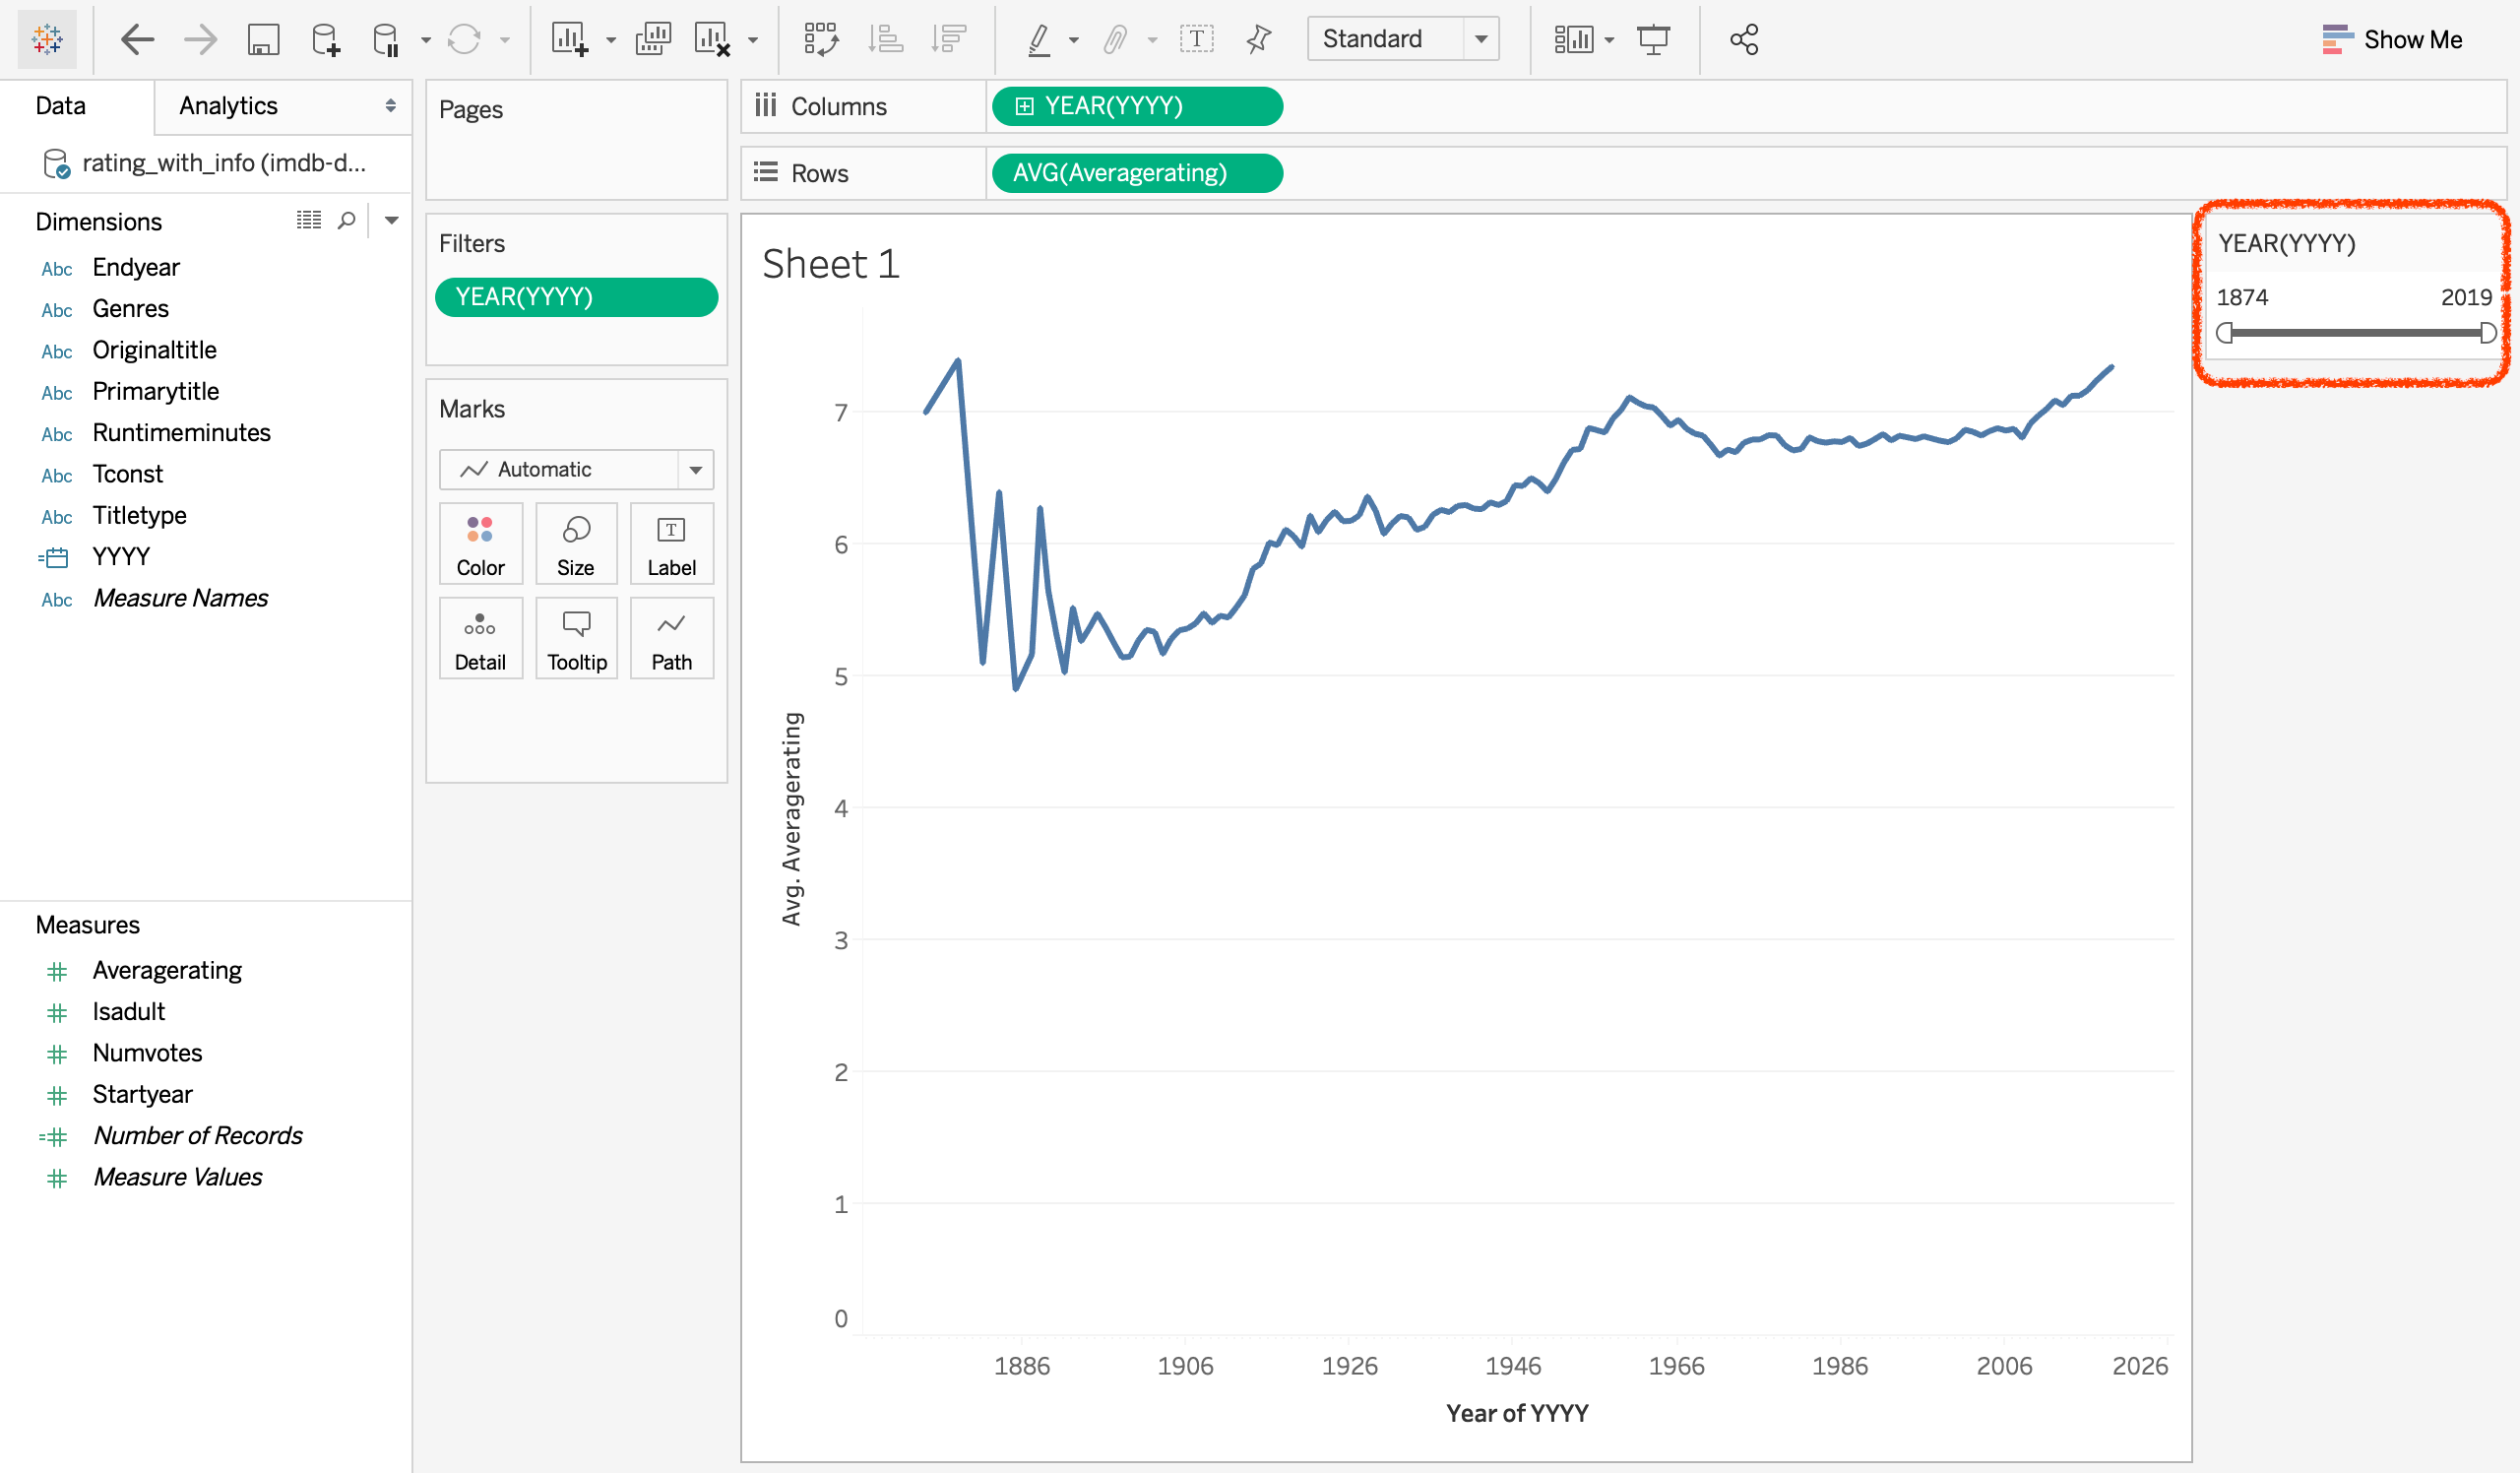 Standard
Show Me
Data
Analytics
rating_with_info (imdb-d...
Dimensions
Abc Endyear
Abc Genres
Abc Originaltitle
Abc Primarytitle
Abc Runtimeminutes
Abc Tconst
Abc Titletype
YYYY
Abc Measure Names
Measures
Averagerating
Isadult
Numvotes
Startyear
Number of Records
Measure Values
Pages
Filters
YEAR(YYYY)
Marks
Automatic
Color Size Label
Detail Tooltip Path
Columns YEAR(YYYY)
Rows AVG(Averagerating)
Sheet 1
Avg. Averagerating
7
6
5
4
3
2
1
0
1886 1906 1926 1946 1966 1986 2006 2026
Year of YYYY
YEAR(YYYY)
1874 2019